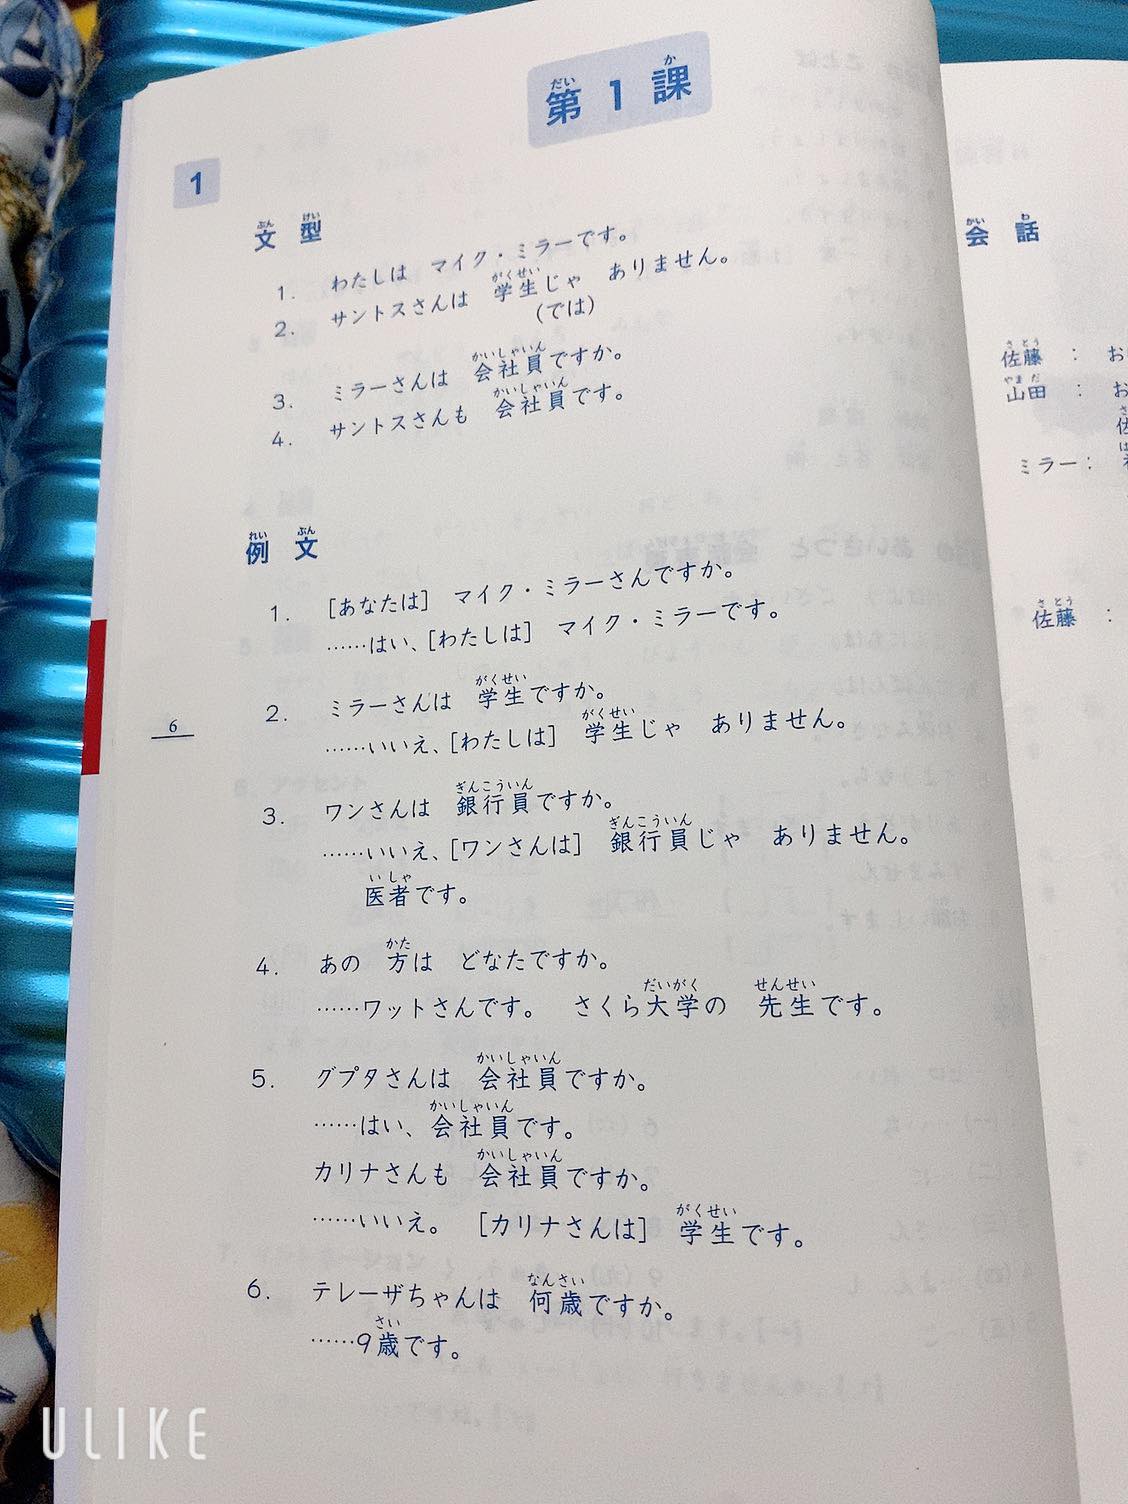 第1課
1
文型
1. わたしは マイク・ミラーです。
2. サントスさんは 学生じゃ ありません。
(では)
3. ミラーさんは 会社員ですか。
4. サントスさんも 会社員です。
例文
1. [あなたは] マイク・ミラーさんですか。
……はい、[わたしは] マイク・ミラーです。
2. ミラーさんは 学生ですか。
……いいえ、[わたしは] 学生じゃ ありません。
3. ワンさんは 銀行員ですか。
……いいえ、[ワンさんは] 銀行員じゃ ありません。
医者です。
4. あの 方は どなたですか。
……ワットさんです。 さくら大学の 先生です。
5. グプタさんは 会社員ですか。
……はい、会社員です。
カリナさんも 会社員ですか。
……いいえ。 [カリナさんは] 学生です。
6. テレーザちゃんは 何歳ですか。
……9歳です。
6
会話
佐藤 : お
山田 : お
佐
ミラー:
佐藤 :
ULIKE